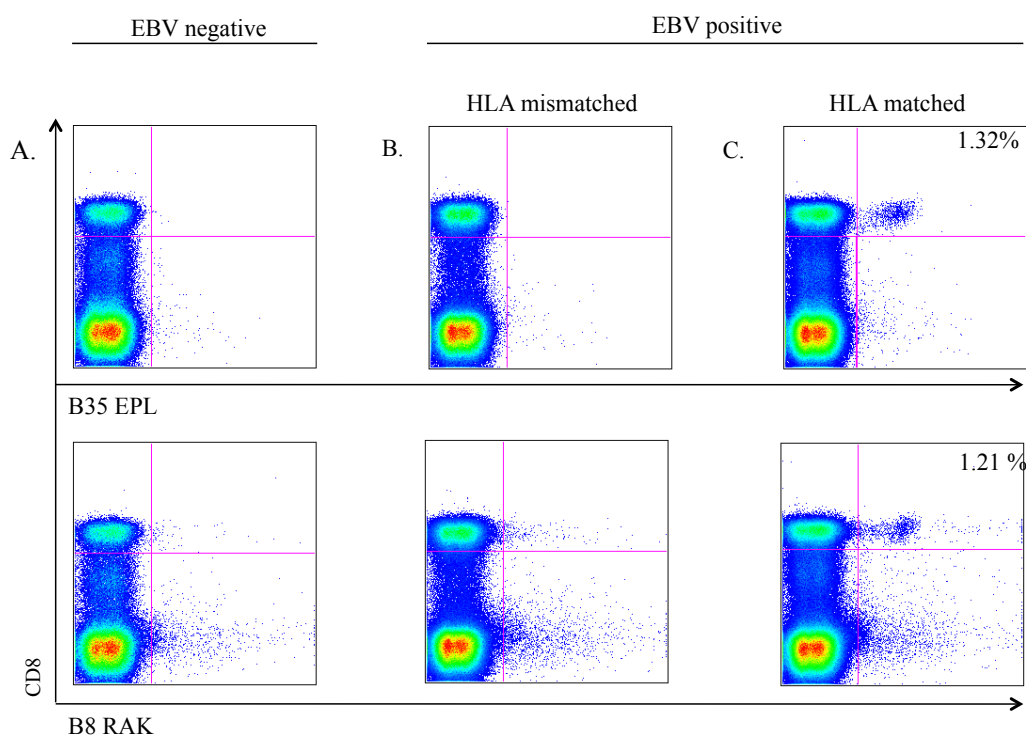 EBV negative
EBV positive
HLA mismatched
HLA matched
A.
B.
C.
1.32%
B35 EPL
1.21 %
CD8
B8 RAK